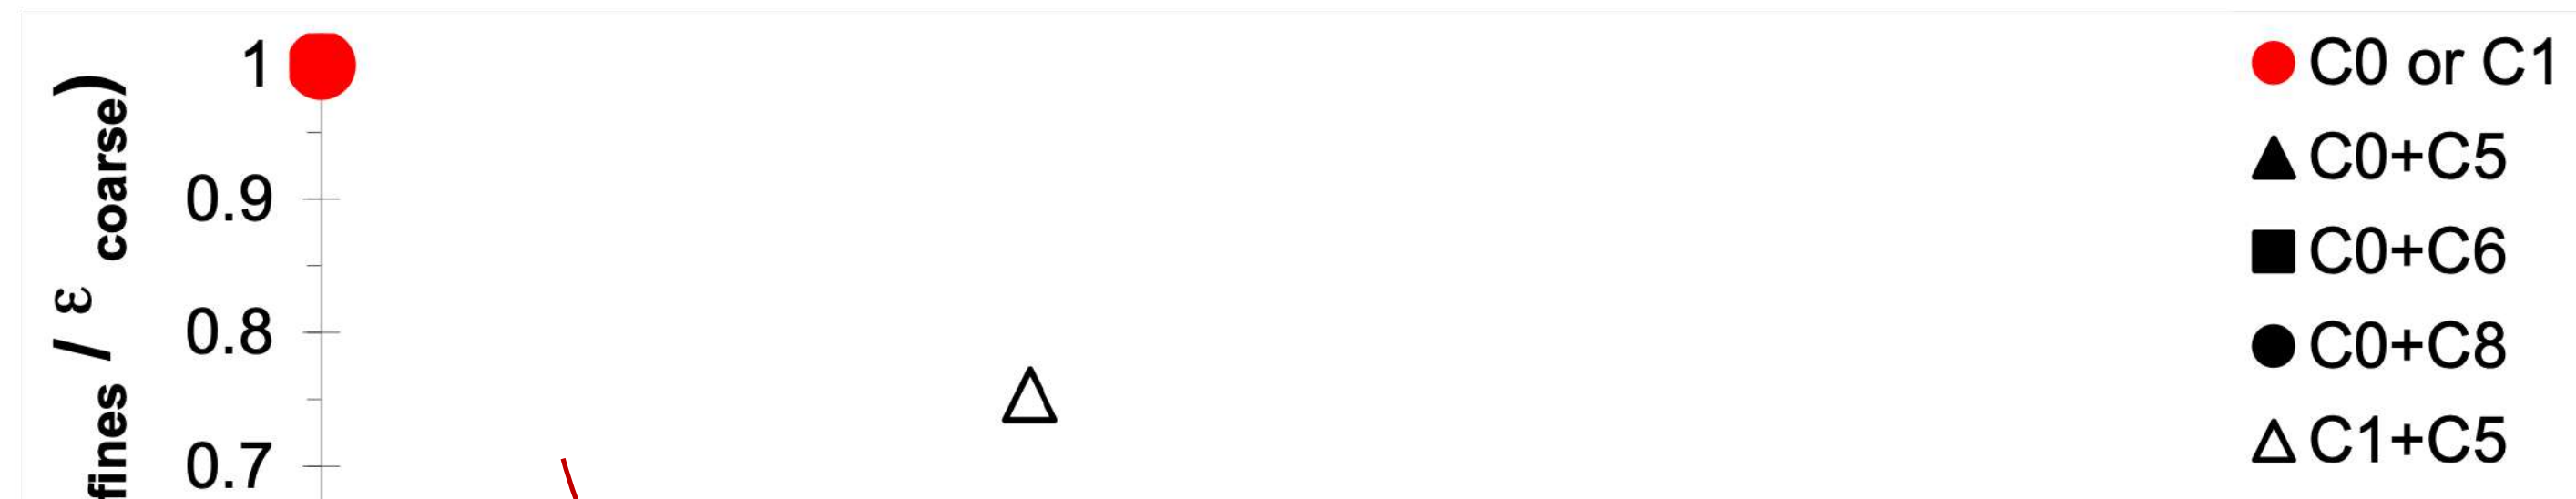 fines / ε coarse)
1
0.9
0.8
0.7
C0 or C1
C0+C5
C0+C6
C0+C8
C1+C5